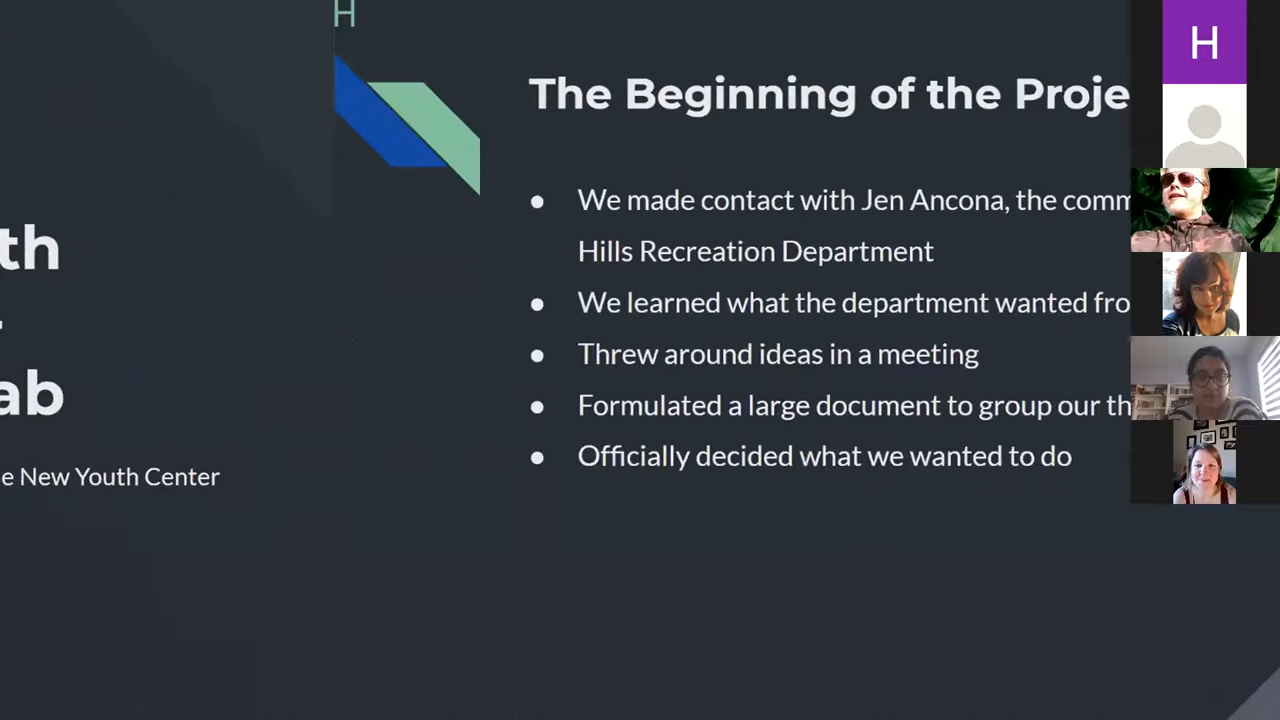 H
th
ab
e New Youth Center
The Beginning of the Proje
● We made contact with Jen Ancona, the comm
Hills Recreation Department
● We learned what the department wanted fro
● Threw around ideas in a meeting
● Formulated a large document to group our th
● Officially decided what we wanted to do
H